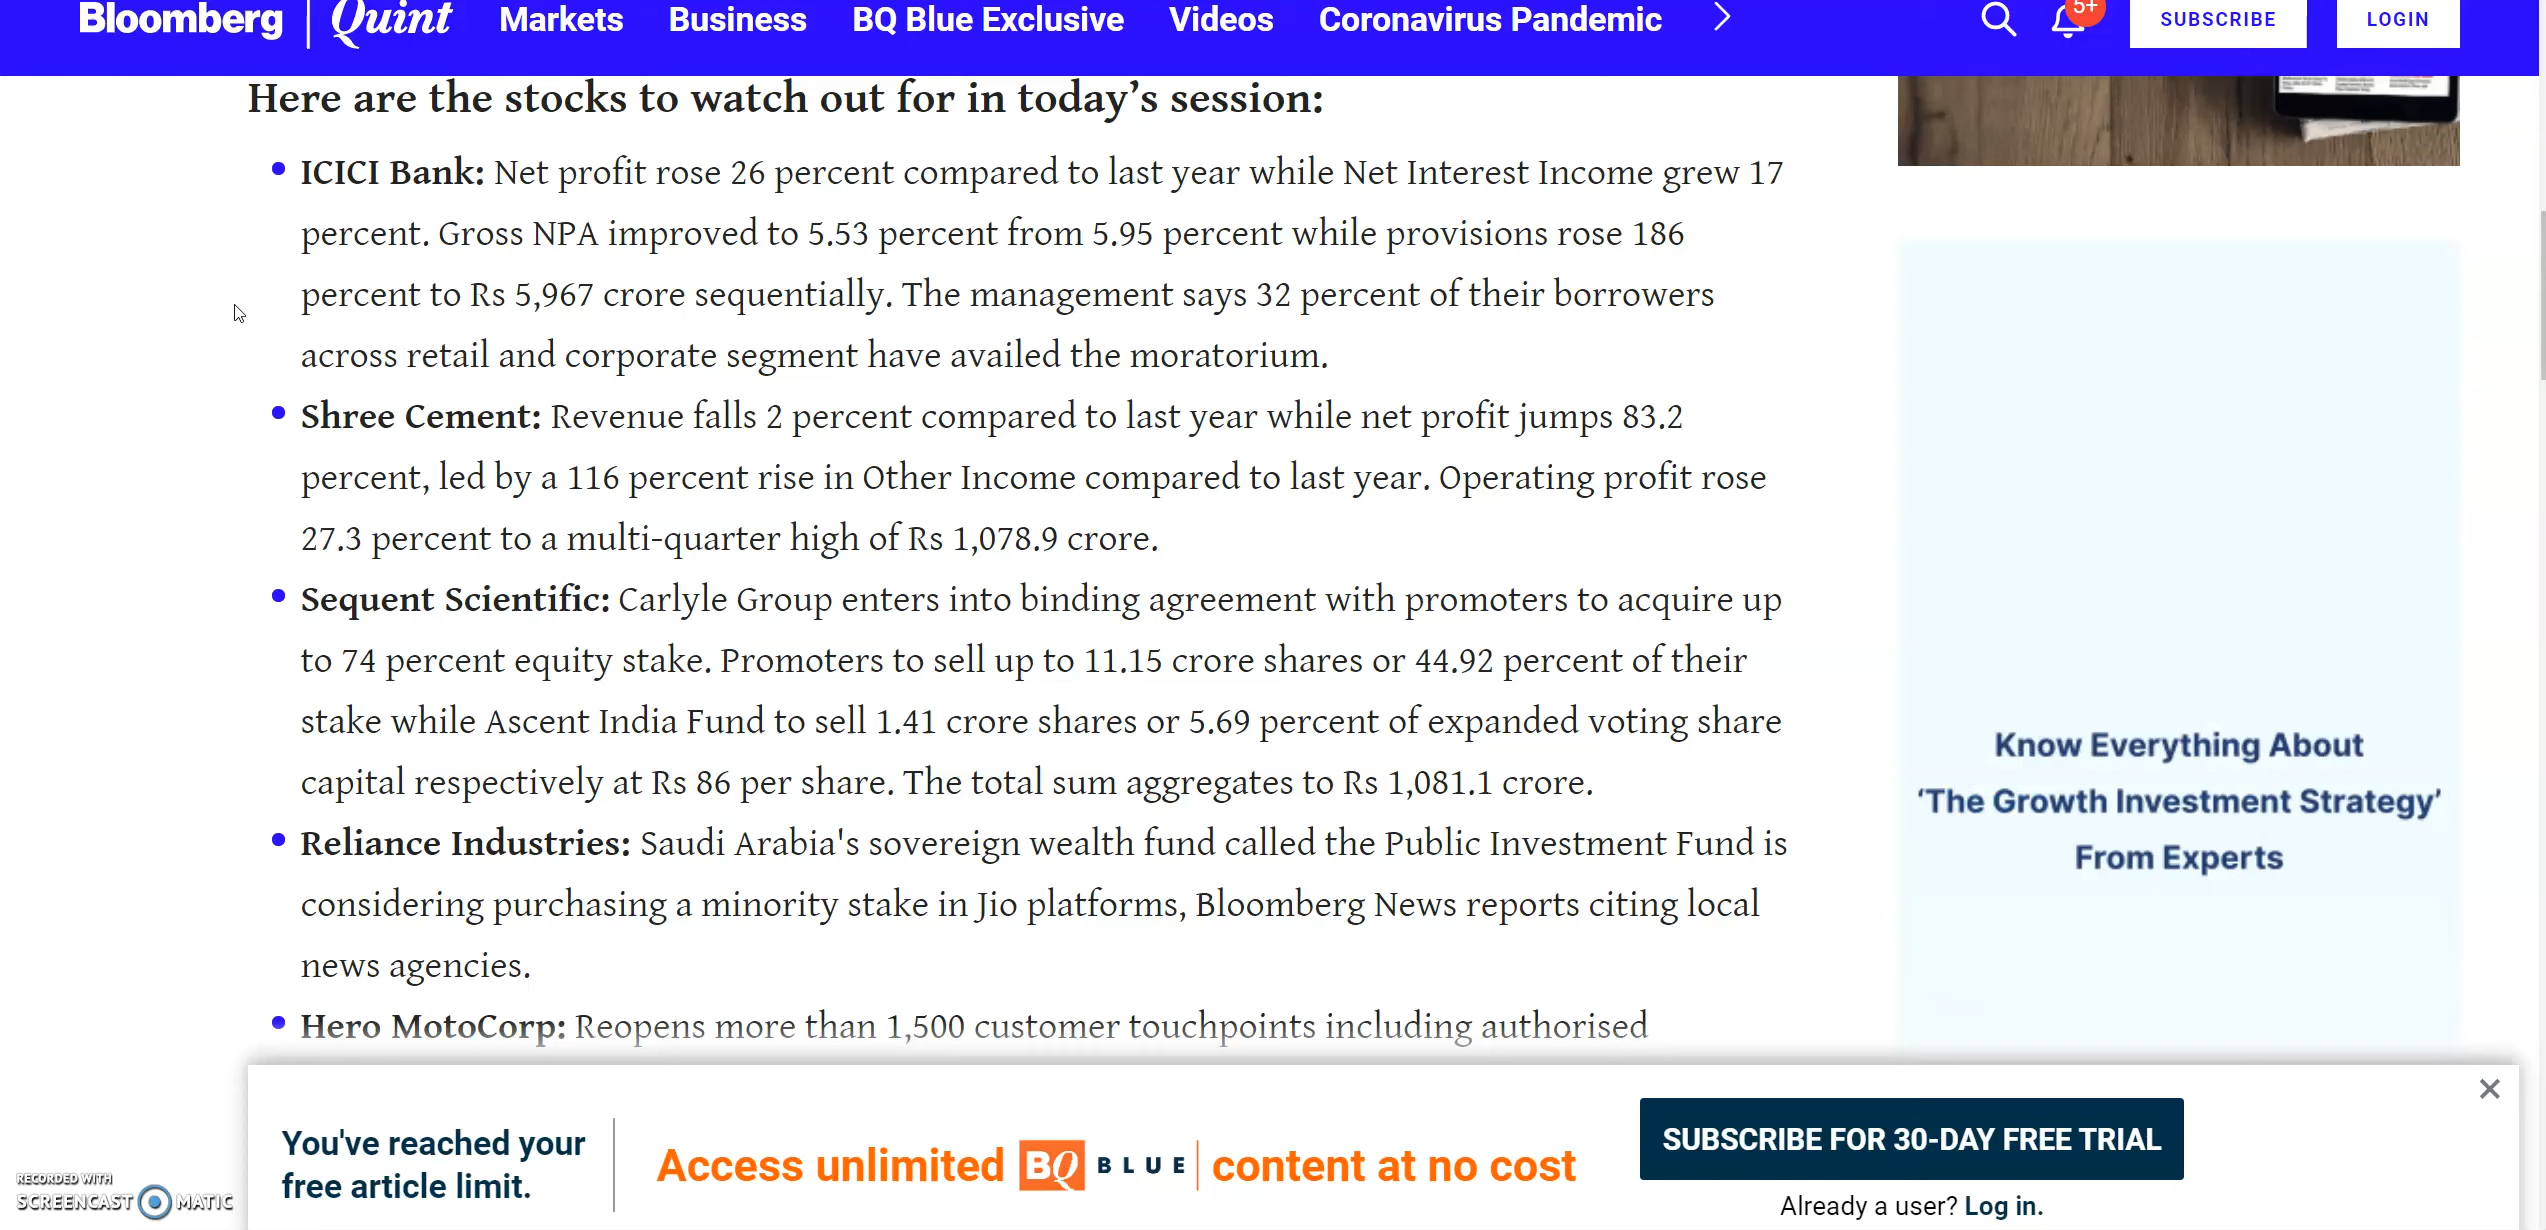 Bloomberg | Quint Markets Business BQ Blue Exclusive Videos Coronavirus Pandemic 5+ SUBSCRIBE LOGIN
Here are the stocks to watch out for in today’s session:
ICICI Bank: Net profit rose 26 percent compared to last year while Net Interest Income grew 17
percent. Gross NPA improved to 5.53 percent from 5.95 percent while provisions rose 186
percent to Rs 5,967 crore sequentially. The management says 32 percent of their borrowers
across retail and corporate segment have availed the moratorium.
Shree Cement: Revenue falls 2 percent compared to last year while net profit jumps 83.2
percent, led by a 116 percent rise in Other Income compared to last year. Operating profit rose
27.3 percent to a multi-quarter high of Rs 1,078.9 crore.
Sequent Scientific: Carlyle Group enters into binding agreement with promoters to acquire up
to 74 percent equity stake. Promoters to sell up to 11.15 crore shares or 44.92 percent of their
stake while Ascent India Fund to sell 1.41 crore shares or 5.69 percent of expanded voting share
capital respectively at Rs 86 per share. The total sum aggregates to Rs 1,081.1 crore.
Reliance Industries: Saudi Arabia's sovereign wealth fund called the Public Investment Fund is
considering purchasing a minority stake in Jio platforms, Bloomberg News reports citing local
news agencies.
Hero MotoCorp: Reopens more than 1,500 customer touchpoints including authorised
Know Everything About
‘The Growth Investment Strategy’
From Experts
You've reached your
free article limit.
Access unlimited BQ BLUE | content at no cost
SUBSCRIBE FOR 30-DAY FREE TRIAL
Already a user? Log in.
RECORDED WITH
SCREENCAST MATIC